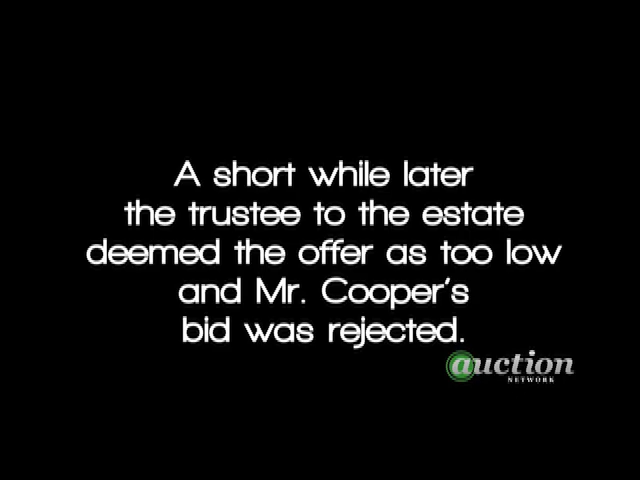 A short while later
the trustee to the estate
deemed the offer as too low
and Mr. Cooper's
bid was rejected.
auction
NETWORK